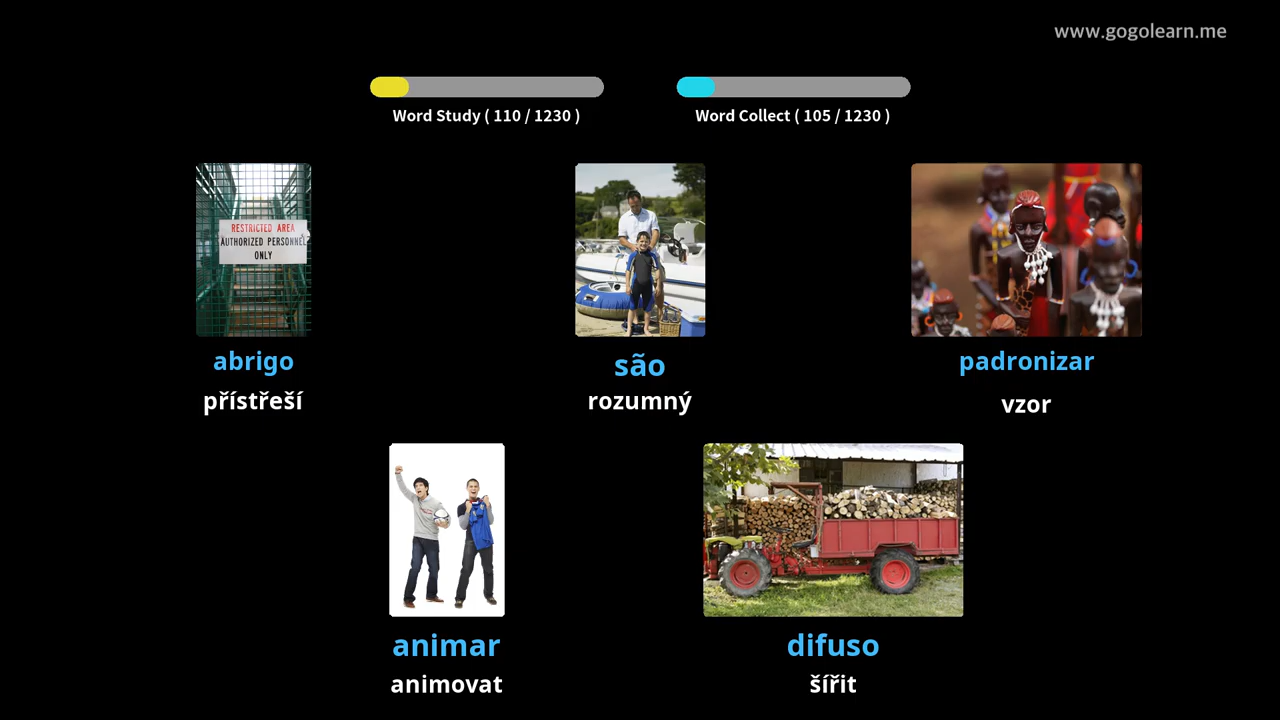 www.gogolearn.me
Word Study ( 110 / 1230 )
Word Collect ( 105 / 1230 )
RESTRICTED AREA
AUTHORIZED PERSONNEL
ONLY
abrigo
přístřeší
são
rozumný
padronizar
vzor
animar
animovat
difuso
šířit